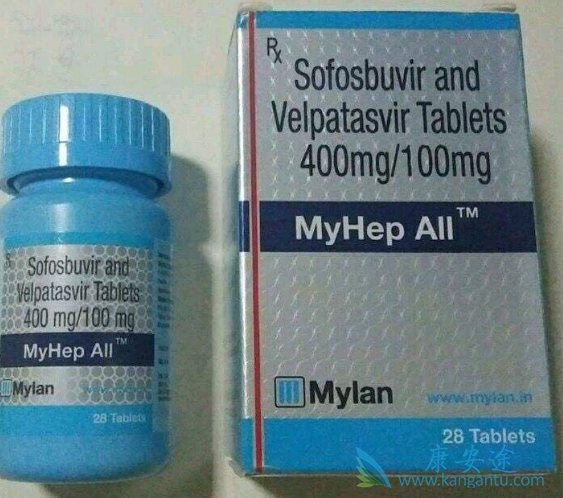 Rx
Sofosbuvir and
Velpatasvir Tablets
400mg/100mg
MyHep All™
Mylan
www.mylan.in
28 Tablets
Sofosbuvir and
Velpatasvir Tablets
400 mg/100 mg
MyHep All™
Mylan
28 Tablets
康安途
www.kangantu.com